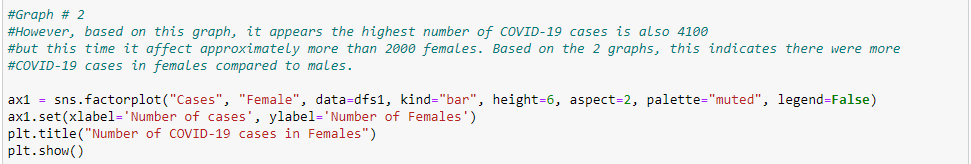 #Graph # 2
#However, based on this graph, it appears the highest number of COVID-19 cases is also 4100
#but this time it affect approximately more than 2000 females. Based on the 2 graphs, this indicates there were more
#COVID-19 cases in females compared to males.
ax1 = sns.factorplot("Cases", "Female", data=dfs1, kind="bar", height=6, aspect=2, palette="muted", legend=False)
ax1.set(xlabel='Number of cases', ylabel='Number of Females')
plt.title("Number of COVID-19 cases in Females")
plt.show()